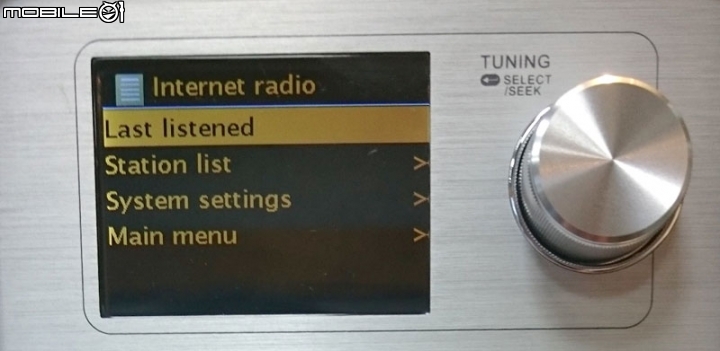 MOBILE01
TUNING
SELECT
/SEEK
Internet radio
Last listened
Station list >
System settings >
Main menu >